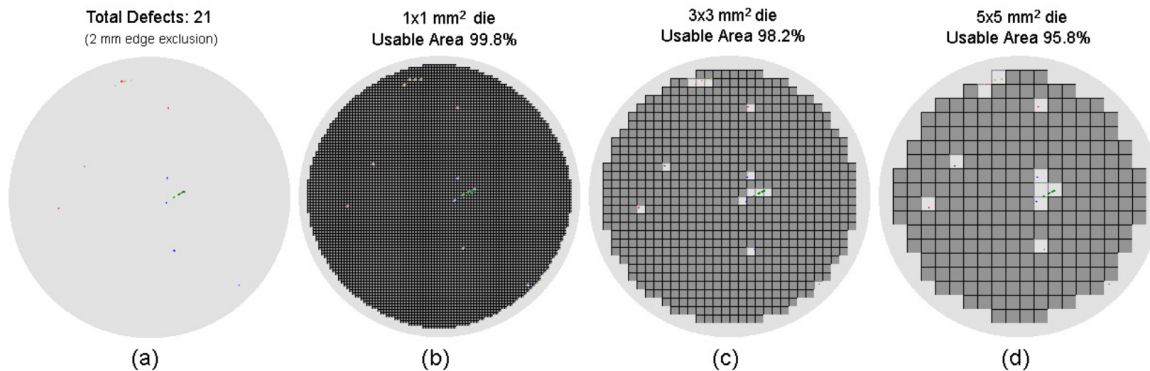 Total Defects: 21
(2 mm edge exclusion)
1x1 mm² die
Usable Area 99.8%
3x3 mm² die
Usable Area 98.2%
5x5 mm² die
Usable Area 95.8%
(a)
(b)
(c)
(d)